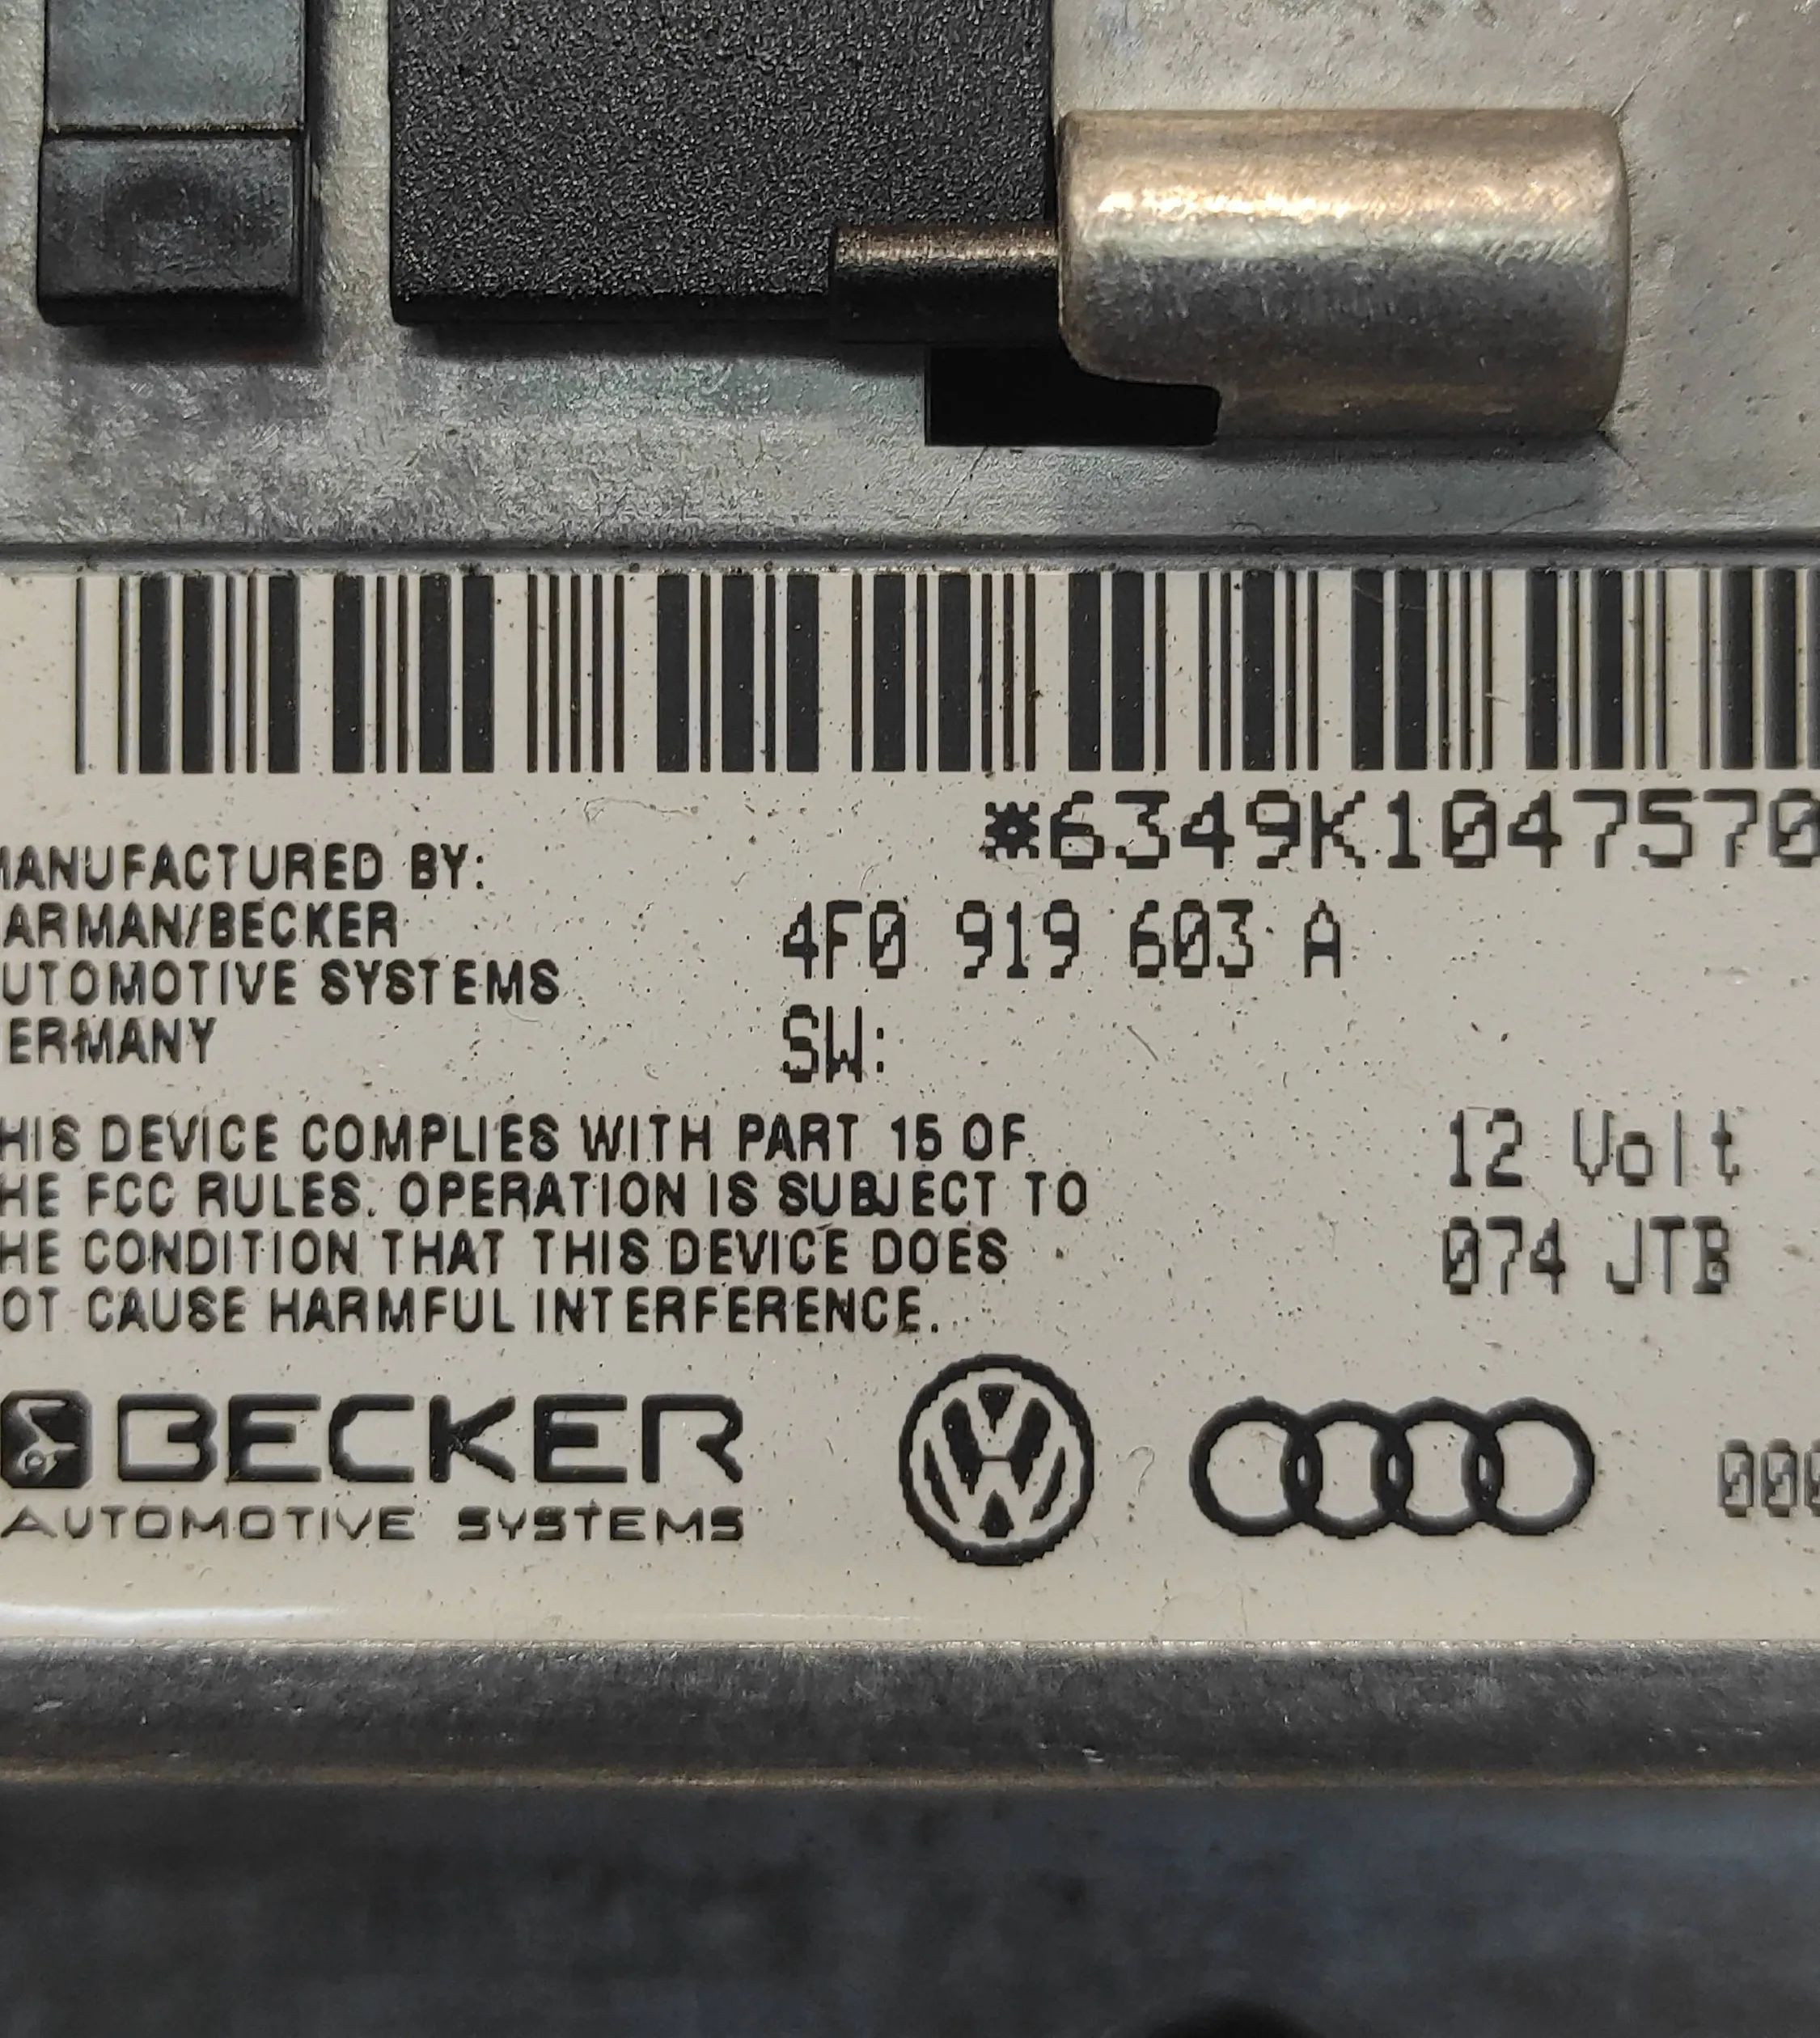 *6349K1047570
MANUFACTURED BY:
ARMAN/BECKER
UTOMOTIVE SYSTEMS
ERMANY
4F0 919 603 A
SW:
HIS DEVICE COMPLIES WITH PART 15 OF
HE FCC RULES. OPERATION IS SUBJECT TO
HE CONDITION THAT THIS DEVICE DOES
OT CAUSE HARMFUL INTERFERENCE.
12 Volt
074 JTB
BECKER
AUTOMOTIVE SYSTEMS
000